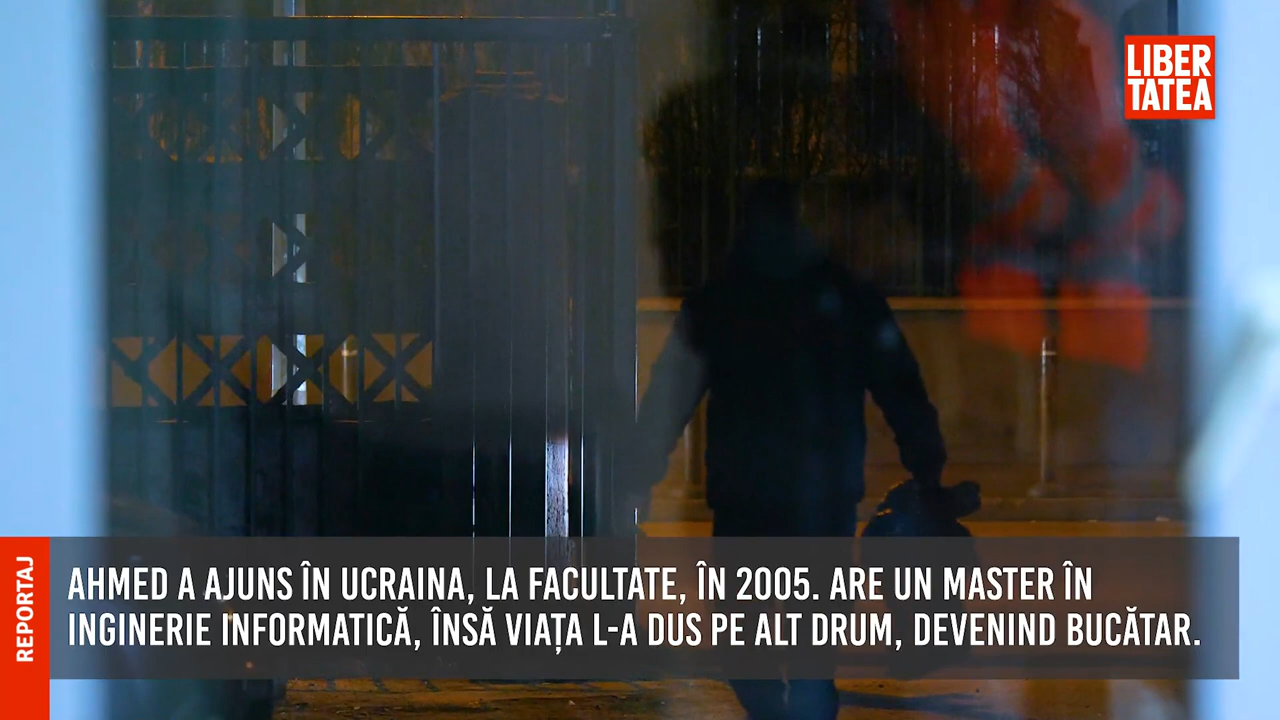 LIBER
TATEA
AHMED A AJUNS ÎN UCRAINA, LA FACULTATE, ÎN 2005. ARE UN MASTER ÎN
INGINERIE INFORMATICĂ, ÎNSĂ VIAȚA L-A DUS PE ALT DRUM, DEVENIND BUCĂTAR.
REPORTAJ